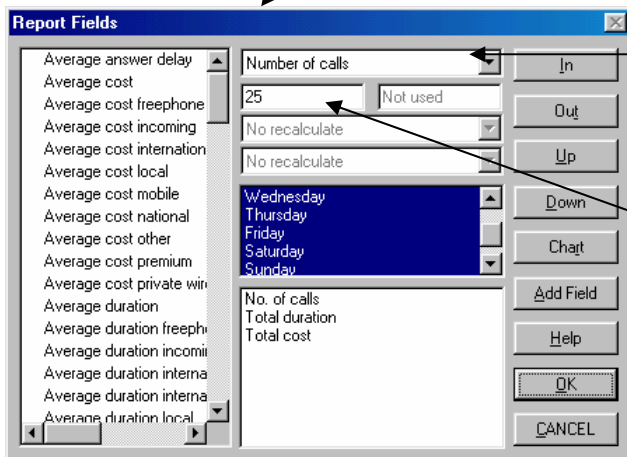 Report Fields
Average answer delay
Average cost
Average cost freephone
Average cost incoming
Average cost internation
Average cost local
Average cost mobile
Average cost national
Average cost other
Average cost premium
Average cost private wir
Average duration
Average duration freeph
Average duration incomi
Average duration interna
Average duration interna
Average duration local
Number of calls
25 Not used
No recalculate
No recalculate
Wednesday
Thursday
Friday
Saturday
Sunday
No. of calls
Total duration
Total cost
In
Out
Up
Down
Chart
Add Field
Help
OK
CANCEL